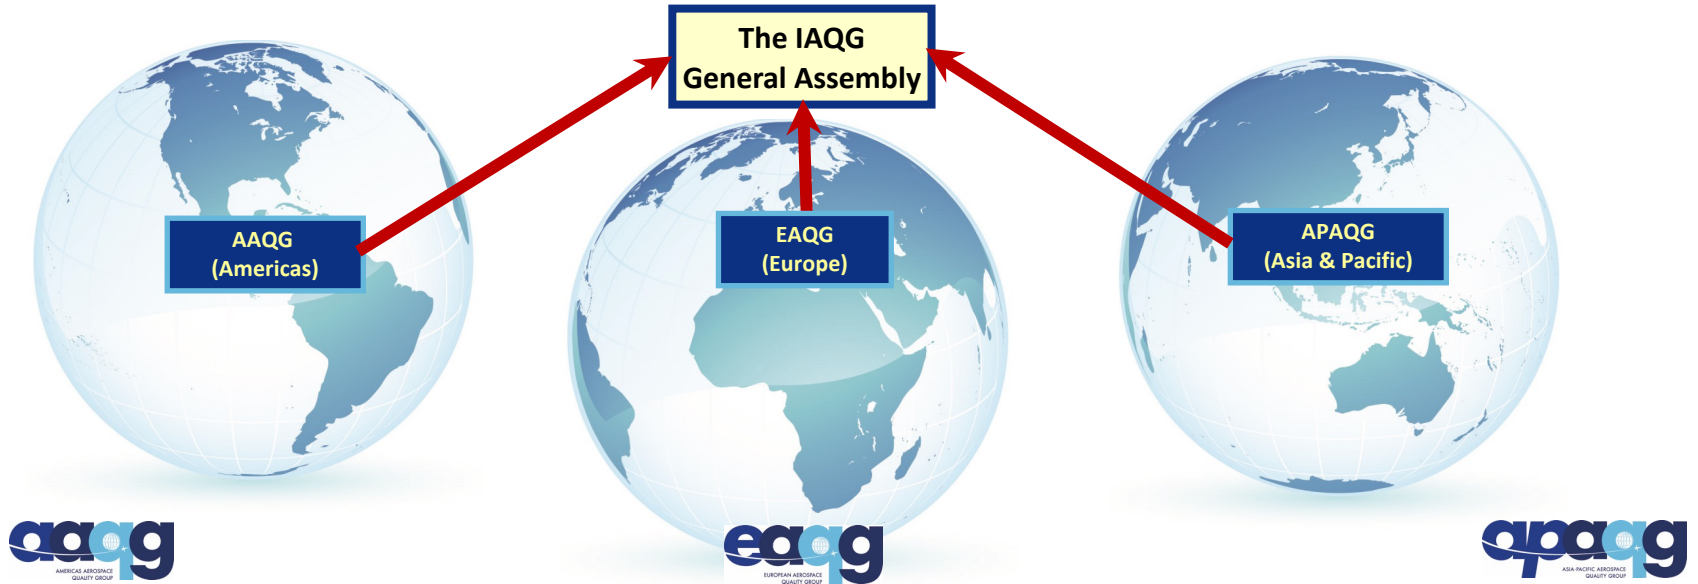 The IAQG
General Assembly
AAQG
(Americas)
EAQG
(Europe)
APAQG
(Asia & Pacific)
aaqg
AMERICAS AEROSPACE
QUALITY GROUP
eaqg
EUROPEAN AEROSPACE
QUALITY GROUP
apaqg
ASIA-PACIFIC AEROSPACE
QUALITY GROUP